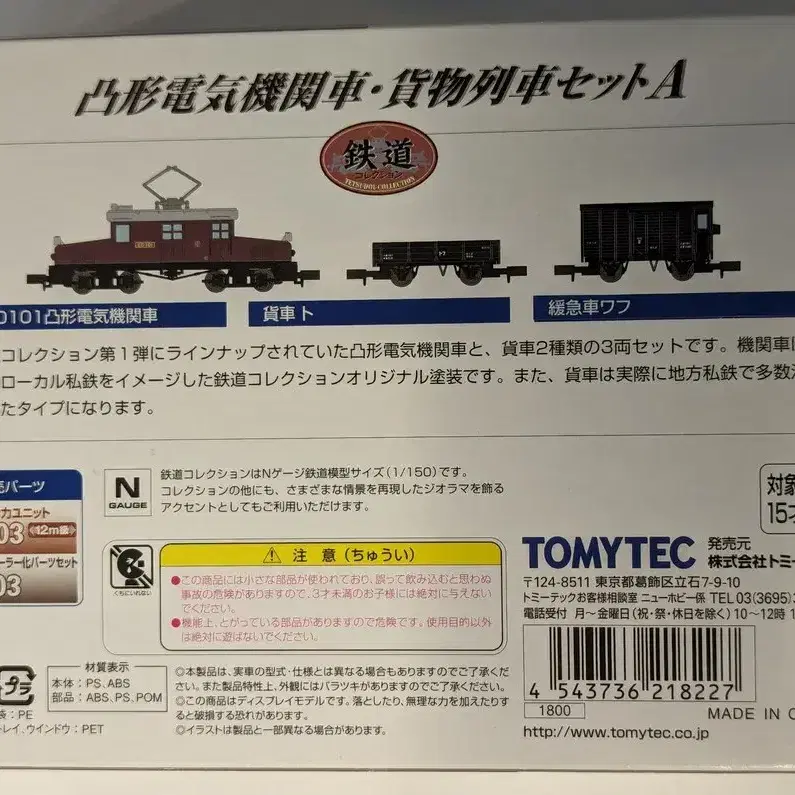 凸形電気機関車・貨物列車セットA
鉄道
コレクション
TETSUDOU COLLECTION
0101凸形電気機関車
貨車ト
緩急車ワフ
コレクション第1弾にラインナップされていた凸形電気機関車と、貨車2種類の3両セットです。機関車は
ローカル私鉄をイメージした鉄道コレクションオリジナル塗装です。また、貨車は実際に地方私鉄で多数
たタイプになります。
売パーツ
力ユニット
03 《12m級》
ーラー化パーツセット
03
N
GAUGE
鉄道コレクションはNゲージ鉄道模型サイズ(1/150)です。
コレクションの他にも、さまざまな情景を再現したジオラマを飾る
アクセントとしてもご利用いただけます。
対象
15才
くちにいれない
注意(ちゅうい)
●この商品には小さな部品が使われており、誤って飲み込むと思わぬ
事故の危険がありますので、3才未満のお子様には絶対に与えない
でください。
●機能上、とがっている部品がありますので危険です。使用目的以外
は絶対に遊ばないでください。
TOMYTEC 発売元
株式会社トミー
〒124-8511 東京都葛飾区立石7-9-10
トミーテックお客様相談室 ニューホビー係 TEL 03(3695)3
電話受付 月~金曜日(祝・祭・休日を除く)10~12時 1
4 543736 218227
1800
MADE IN C
http://www.tomytec.co.jp
プラ
袋:PE
トレイ、ウインドウ:PET
材質表示
本体:PS、ABS
部品:ABS、PS、POM
◎本製品は、実車の型式・仕様とは異なる場合もありますのでご了承くだ
さい。また製品特性上、外観にはバラツキがありますのでご了承ください。
◎この商品はディスプレイモデルです。落としたり、無理な力を加えたりす
ると破損する恐れがあります。
◎イラストは製品と一部異なる場合があります。